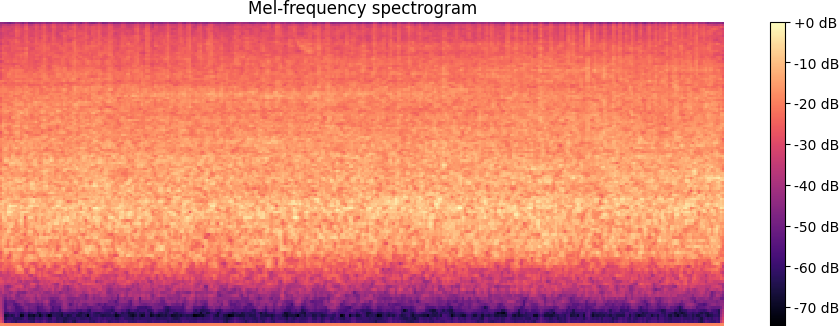 Mel-frequency spectrogram
+0 dB
-10 dB
-20 dB
-30 dB
-40 dB
-50 dB
-60 dB
-70 dB